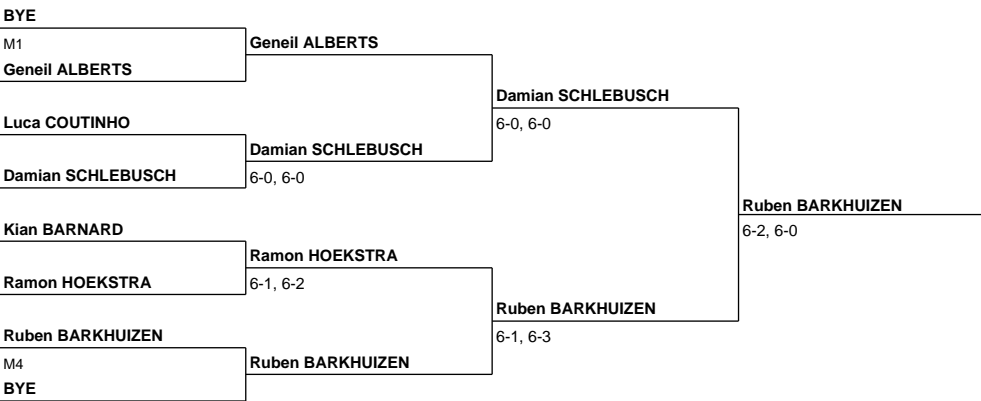 BYE
M1
Geneil ALBERTS
Geneil ALBERTS
Damian SCHLEBUSCH
6-0, 6-0
Luca COUTINHO
Damian SCHLEBUSCH
Damian SCHLEBUSCH
6-0, 6-0
Ruben BARKHUIZEN
6-2, 6-0
Kian BARNARD
Ramon HOEKSTRA
Ramon HOEKSTRA
6-1, 6-2
Ruben BARKHUIZEN
6-1, 6-3
Ruben BARKHUIZEN
M4
Ruben BARKHUIZEN
BYE